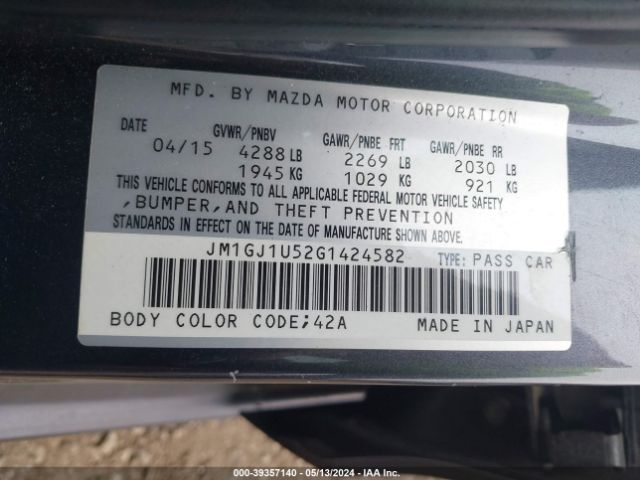 MFD. BY MAZDA MOTOR CORPORATION
DATE GVWR/PNBV GAWR/PNBE FRT GAWR/PNBE RR
04/15 4288 LB 2269 LB 2030 LB
1945 KG 1029 KG 921 KG
THIS VEHICLE CONFORMS TO ALL APPLICABLE FEDERAL MOTOR VEHICLE SAFETY
,BUMPER,AND THEFT PREVENTION
STANDARDS IN EFFECT ON THE DATE OF MANUFACTURE SHOWN ABOVE.
JM1GJ1U52G1424582 TYPE: PASS CAR
BODY COLOR CODE;42A MADE IN JAPAN
000-39357140 - 05/13/2024 - IAA Inc.